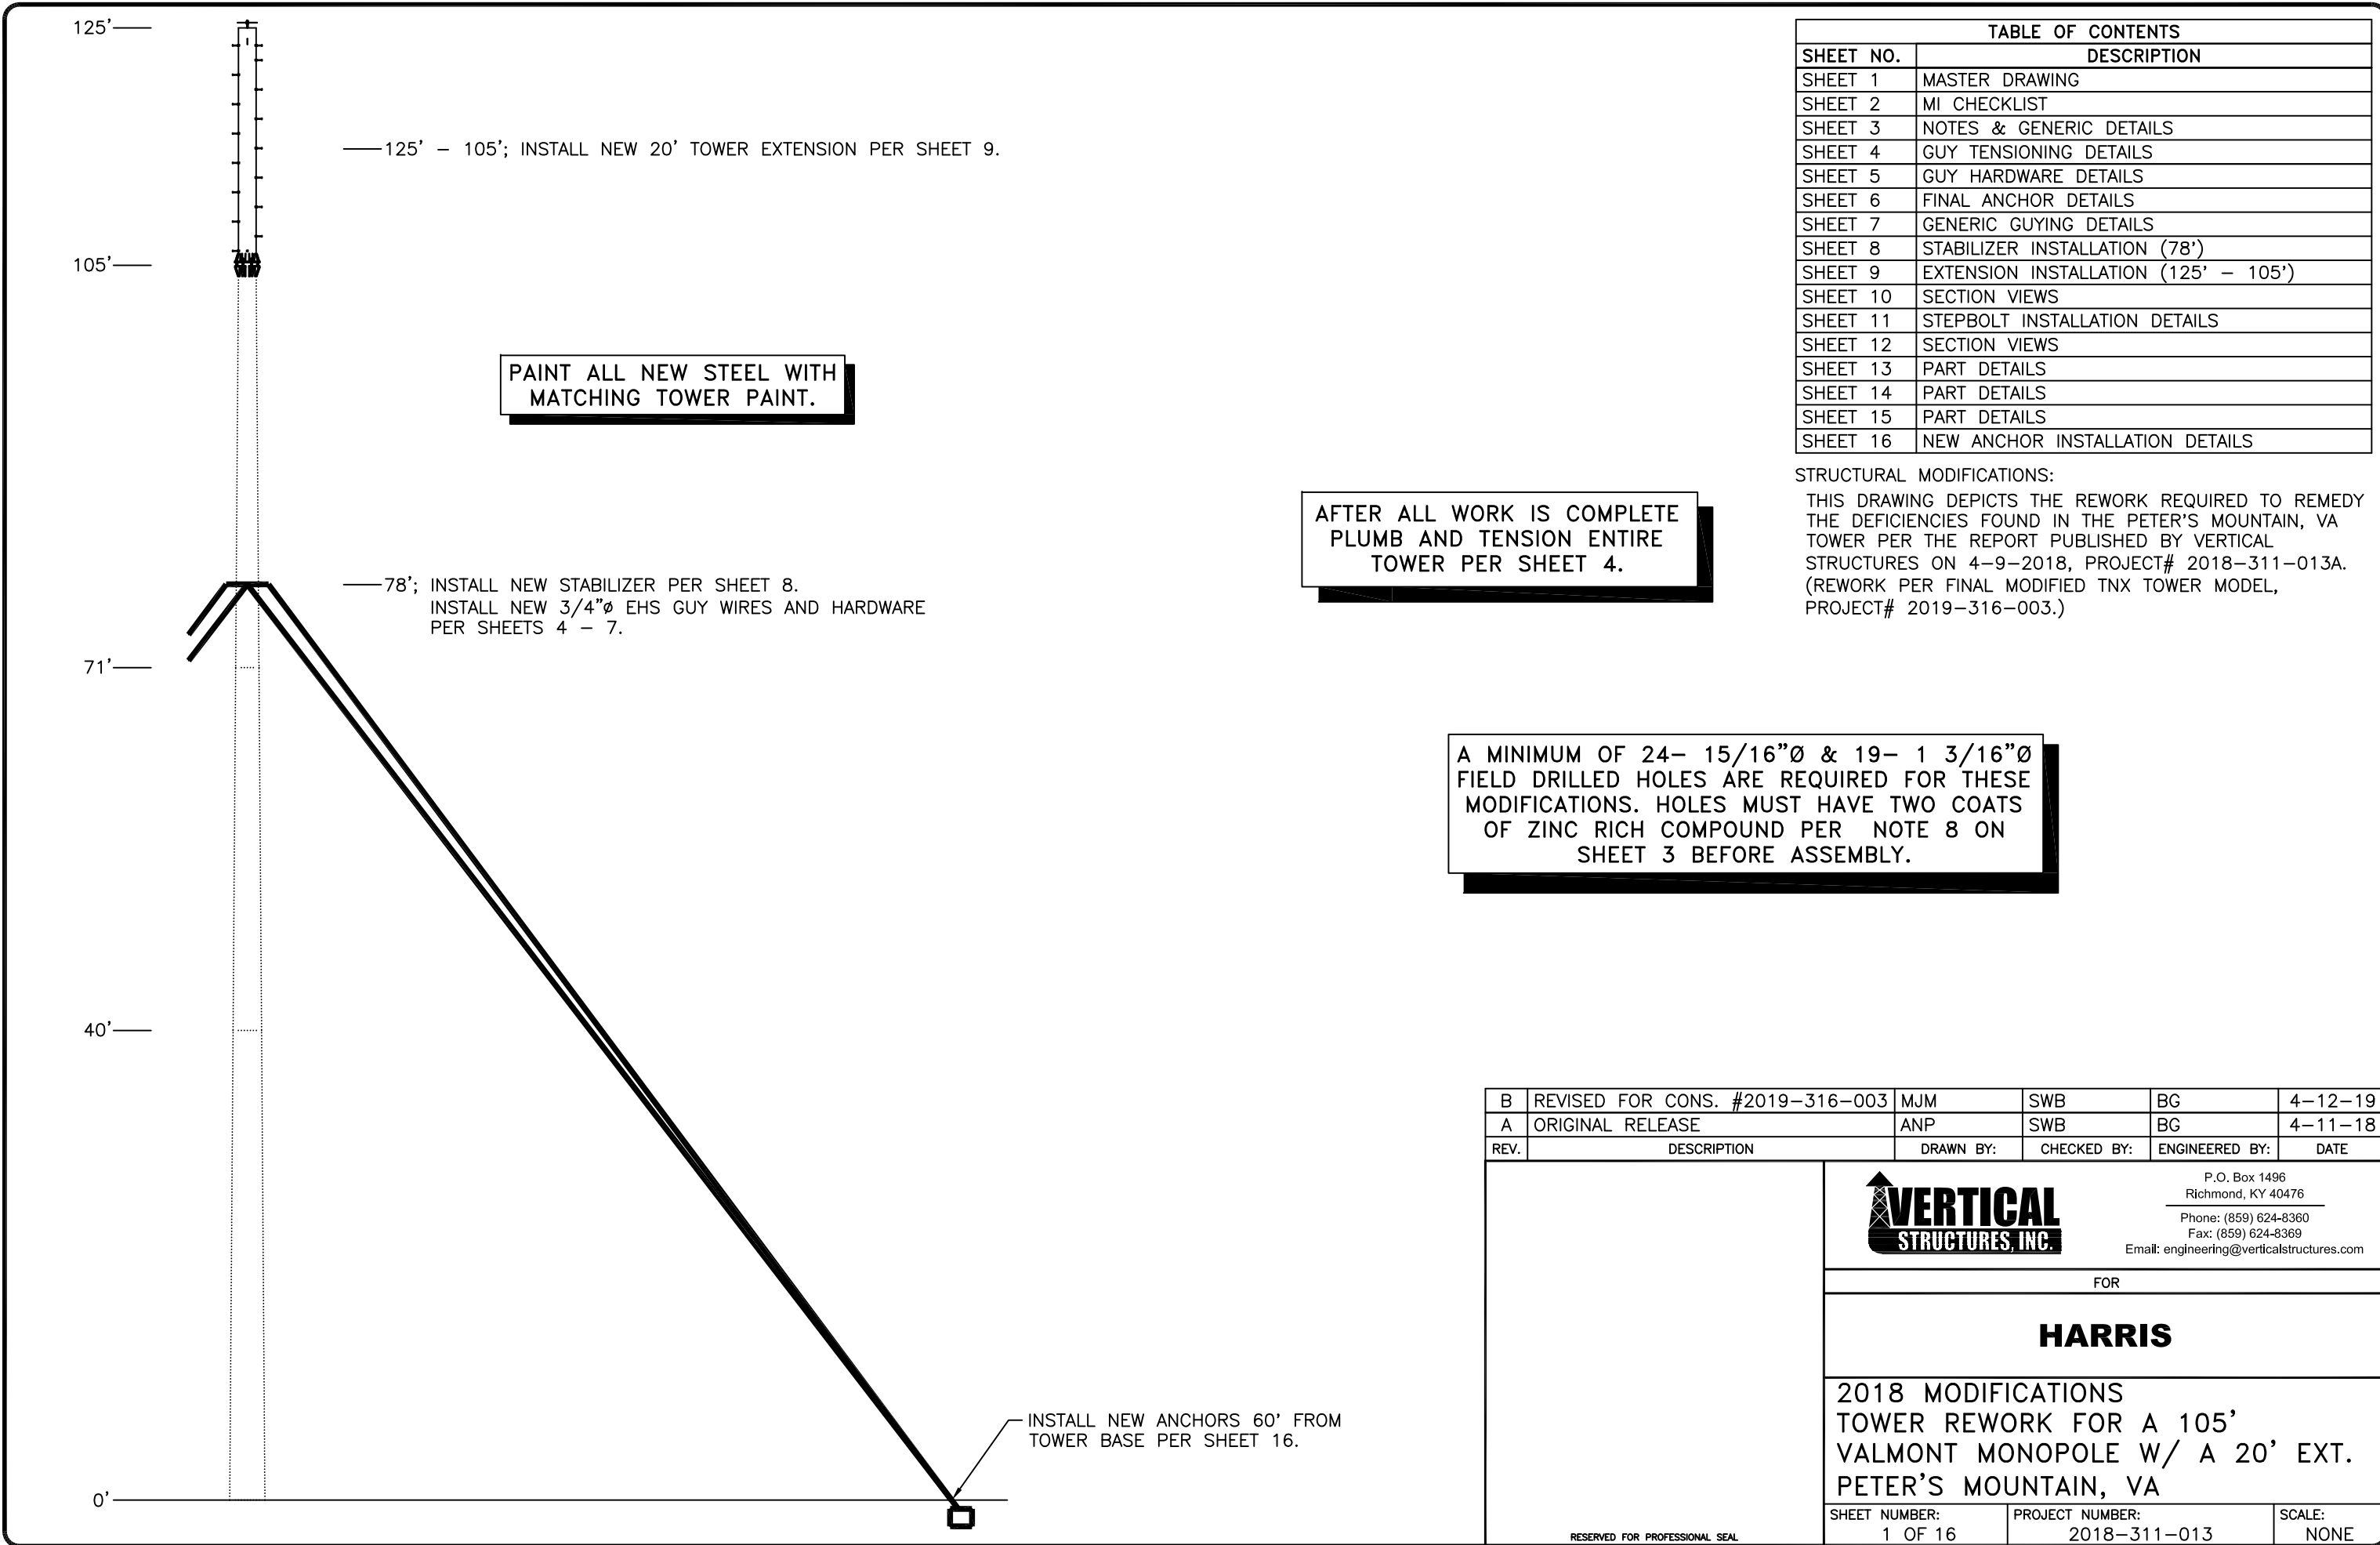 125'
105'
71'
40'
0'
125' – 105'; INSTALL NEW 20' TOWER EXTENSION PER SHEET 9.
PAINT ALL NEW STEEL WITH
MATCHING TOWER PAINT.
78'; INSTALL NEW STABILIZER PER SHEET 8.
INSTALL NEW 3/4"ø EHS GUY WIRES AND HARDWARE
PER SHEETS 4 – 7.
INSTALL NEW ANCHORS 60' FROM
TOWER BASE PER SHEET 16.
AFTER ALL WORK IS COMPLETE
PLUMB AND TENSION ENTIRE
TOWER PER SHEET 4.
A MINIMUM OF 24– 15/16"Ø & 19– 1 3/16"Ø
FIELD DRILLED HOLES ARE REQUIRED FOR THESE
MODIFICATIONS. HOLES MUST HAVE TWO COATS
OF ZINC RICH COMPOUND PER NOTE 8 ON
SHEET 3 BEFORE ASSEMBLY.
TABLE OF CONTENTS
SHEET NO. DESCRIPTION
SHEET 1 MASTER DRAWING
SHEET 2 MI CHECKLIST
SHEET 3 NOTES & GENERIC DETAILS
SHEET 4 GUY TENSIONING DETAILS
SHEET 5 GUY HARDWARE DETAILS
SHEET 6 FINAL ANCHOR DETAILS
SHEET 7 GENERIC GUYING DETAILS
SHEET 8 STABILIZER INSTALLATION (78')
SHEET 9 EXTENSION INSTALLATION (125' – 105')
SHEET 10 SECTION VIEWS
SHEET 11 STEPBOLT INSTALLATION DETAILS
SHEET 12 SECTION VIEWS
SHEET 13 PART DETAILS
SHEET 14 PART DETAILS
SHEET 15 PART DETAILS
SHEET 16 NEW ANCHOR INSTALLATION DETAILS
STRUCTURAL MODIFICATIONS:
THIS DRAWING DEPICTS THE REWORK REQUIRED TO REMEDY
THE DEFICIENCIES FOUND IN THE PETER'S MOUNTAIN, VA
TOWER PER THE REPORT PUBLISHED BY VERTICAL
STRUCTURES ON 4–9–2018, PROJECT# 2018–311–013A.
(REWORK PER FINAL MODIFIED TNX TOWER MODEL,
PROJECT# 2019–316–003.)
B REVISED FOR CONS. #2019–316–003 MJM SWB BG 4–12–19
A ORIGINAL RELEASE ANP SWB BG 4–11–18
REV. DESCRIPTION DRAWN BY: CHECKED BY: ENGINEERED BY: DATE
VERTICAL
STRUCTURES, INC.
P.O. Box 1496
Richmond, KY 40476
Phone: (859) 624-8360
Fax: (859) 624-8369
Email: engineering@verticalstructures.com
FOR
HARRIS
2018 MODIFICATIONS
TOWER REWORK FOR A 105'
VALMONT MONOPOLE W/ A 20' EXT.
PETER'S MOUNTAIN, VA
SHEET NUMBER: PROJECT NUMBER: SCALE:
1 OF 16 2018–311–013 NONE
RESERVED FOR PROFESSIONAL SEAL